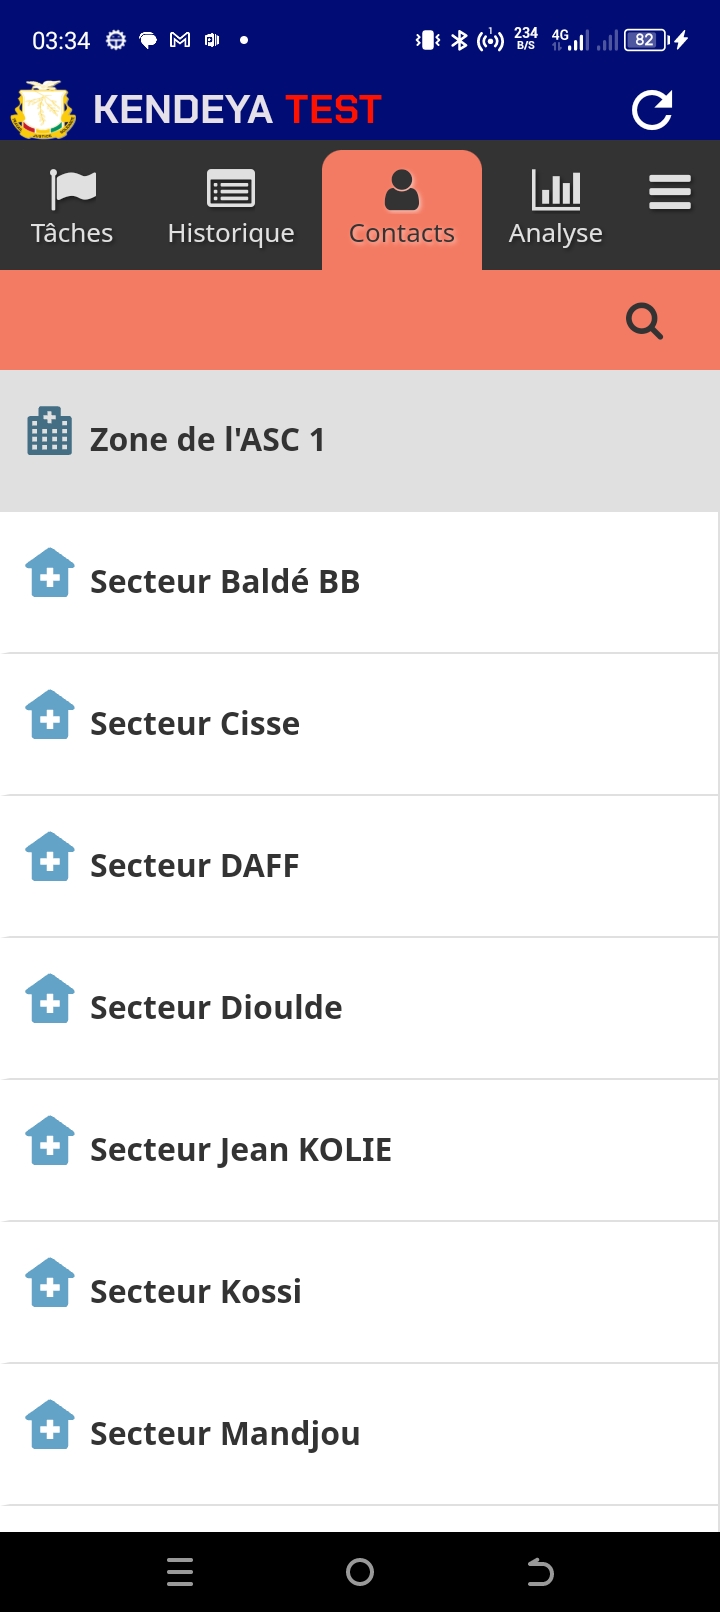 03:34
234
B/S
4G
82
KENDEYA TEST
Tâches Historique Contacts Analyse
Zone de l'ASC 1
Secteur Baldé BB
Secteur Cisse
Secteur DAFF
Secteur Dioulde
Secteur Jean KOLIE
Secteur Kossi
Secteur Mandjou